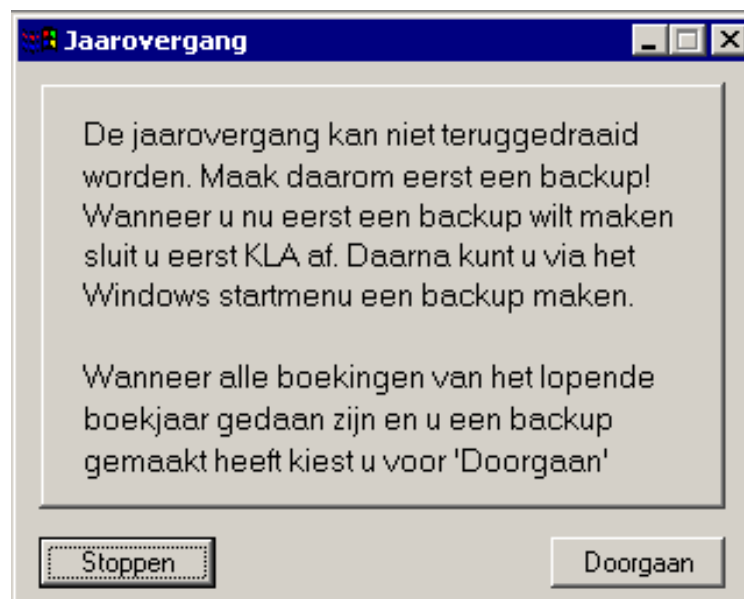 Jaarovergang
De jaarovergang kan niet teruggedraaid
worden. Maak daarom eerst een backup!
Wanneer u nu eerst een backup wilt maken
sluit u eerst KLA af. Daarna kunt u via het
Windows startmenu een backup maken.
Wanneer alle boekingen van het lopende
boekjaar gedaan zijn en u een backup
gemaakt heeft kiest u voor 'Doorgaan'
Stoppen Doorgaan